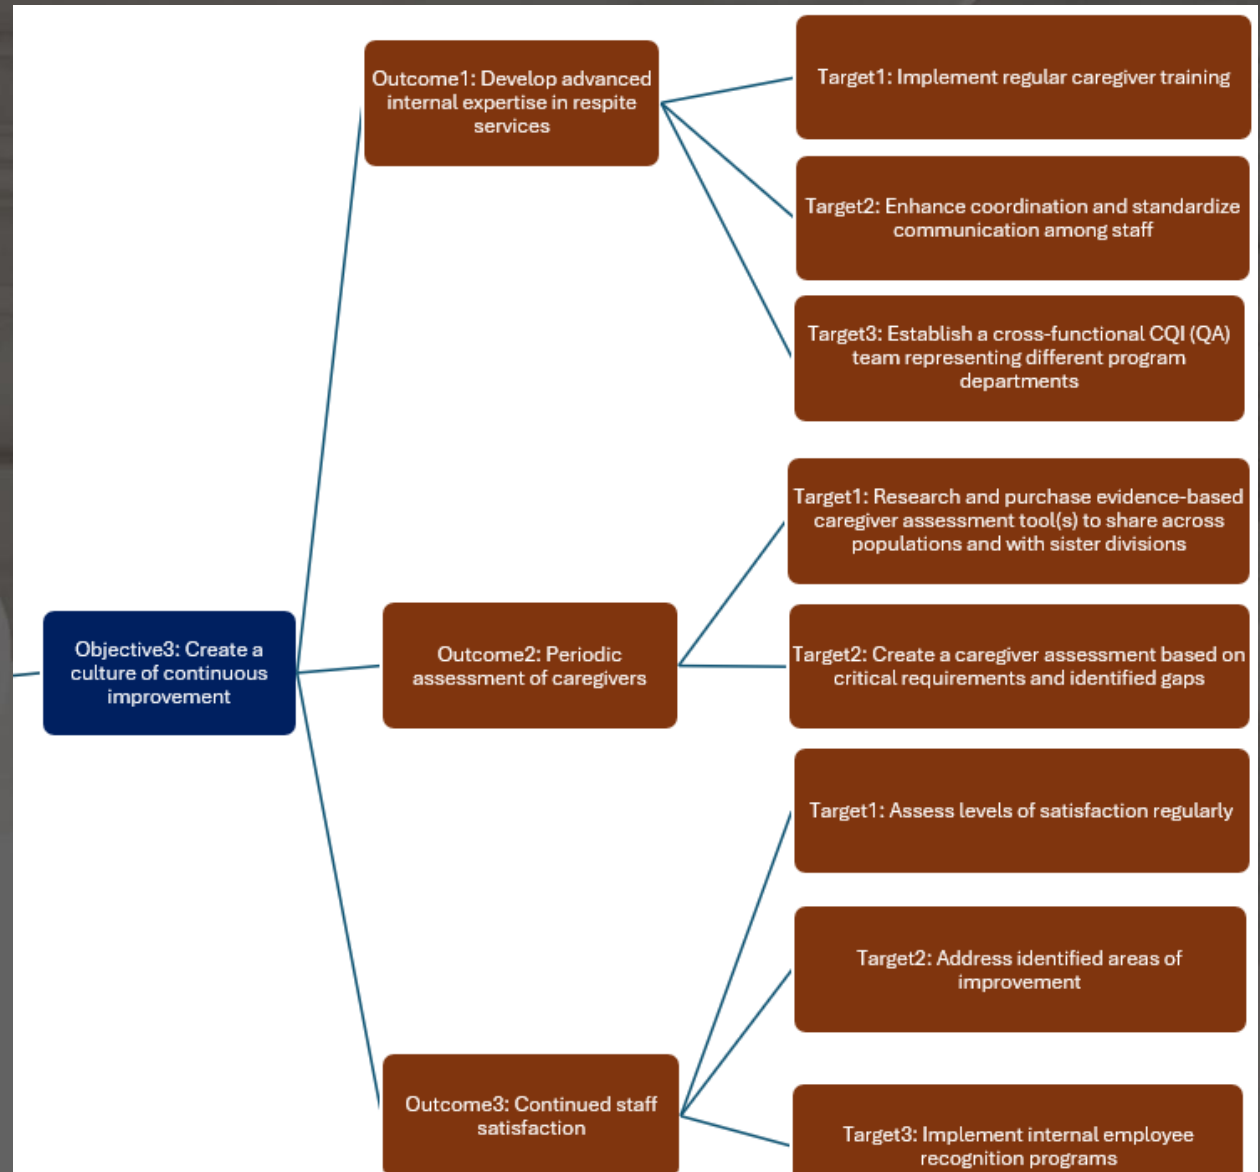 Objective3: Create a
culture of continuous
improvement
Outcome1: Develop advanced
internal expertise in respite
services
Target1: Implement regular caregiver training
Target2: Enhance coordination and standardize
communication among staff
Target3: Establish a cross-functional CQI (QA)
team representing different program
departments
Outcome2: Periodic
assessment of caregivers
Target1: Research and purchase evidence-based
caregiver assessment tool(s) to share across
populations and with sister divisions
Target2: Create a caregiver assessment based on
critical requirements and identified gaps
Outcome3: Continued staff
satisfaction
Target1: Assess levels of satisfaction regularly
Target2: Address identified areas of
improvement
Target3: Implement internal employee
recognition programs